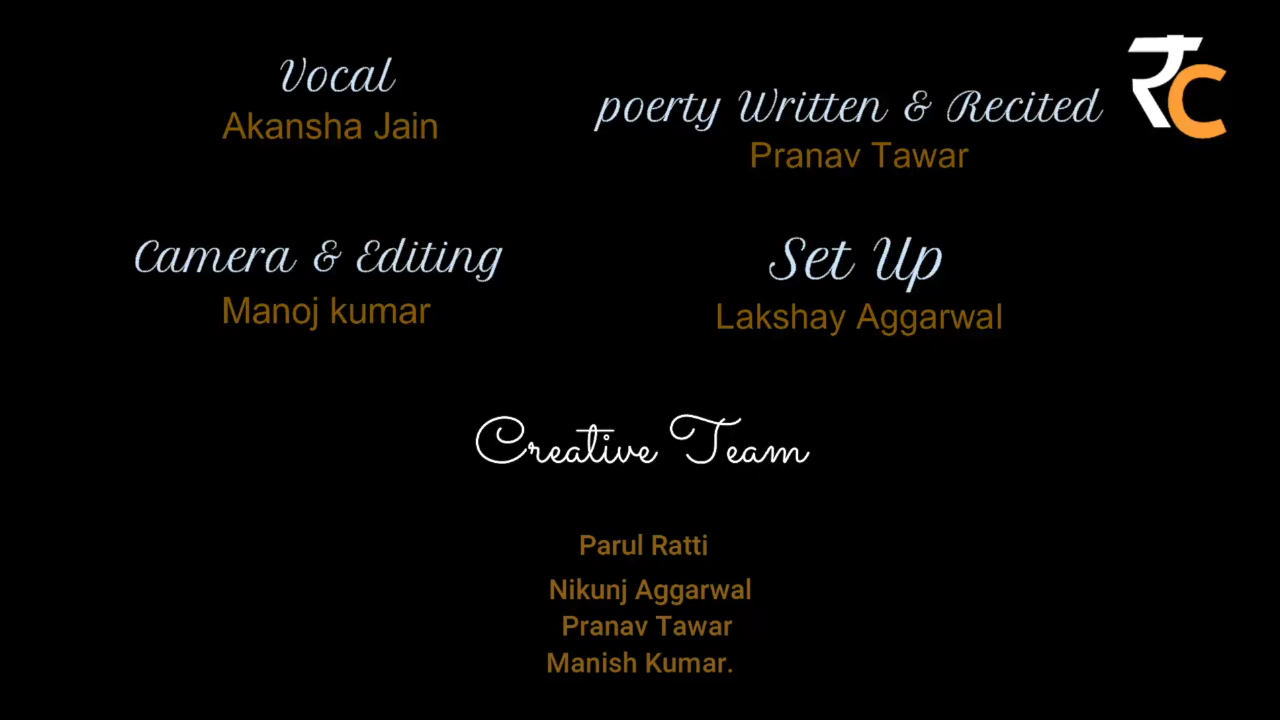 Vocal
Akansha Jain
poerty Written & Recited
Pranav Tawar
Camera & Editing
Manoj kumar
Set Up
Lakshay Aggarwal
Creative Team
Parul Ratti
Nikunj Aggarwal
Pranav Tawar
Manish Kumar.